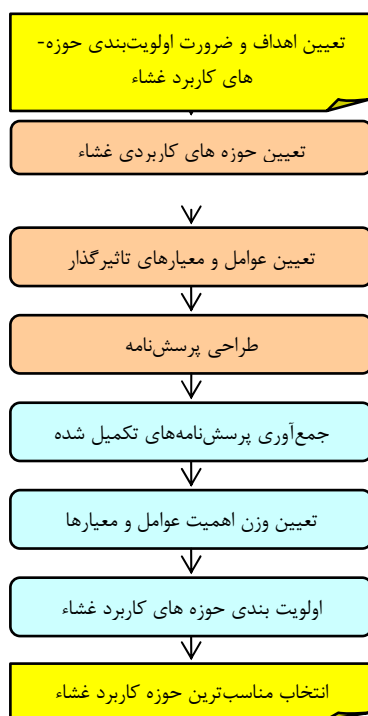 تعیین اهداف و ضرورت اولویت‌بندی حوزه-
های کاربرد غشاء
تعیین حوزه های کاربردی غشاء
تعیین عوامل و معیارهای تاثیرگذار
طراحی پرسش‌نامه
جمع‌آوری پرسش‌نامه‌های تکمیل شده
تعیین وزن اهمیت عوامل و معیارها
اولویت بندی حوزه های کاربرد غشاء
انتخاب مناسب‌ترین حوزه کاربرد غشاء